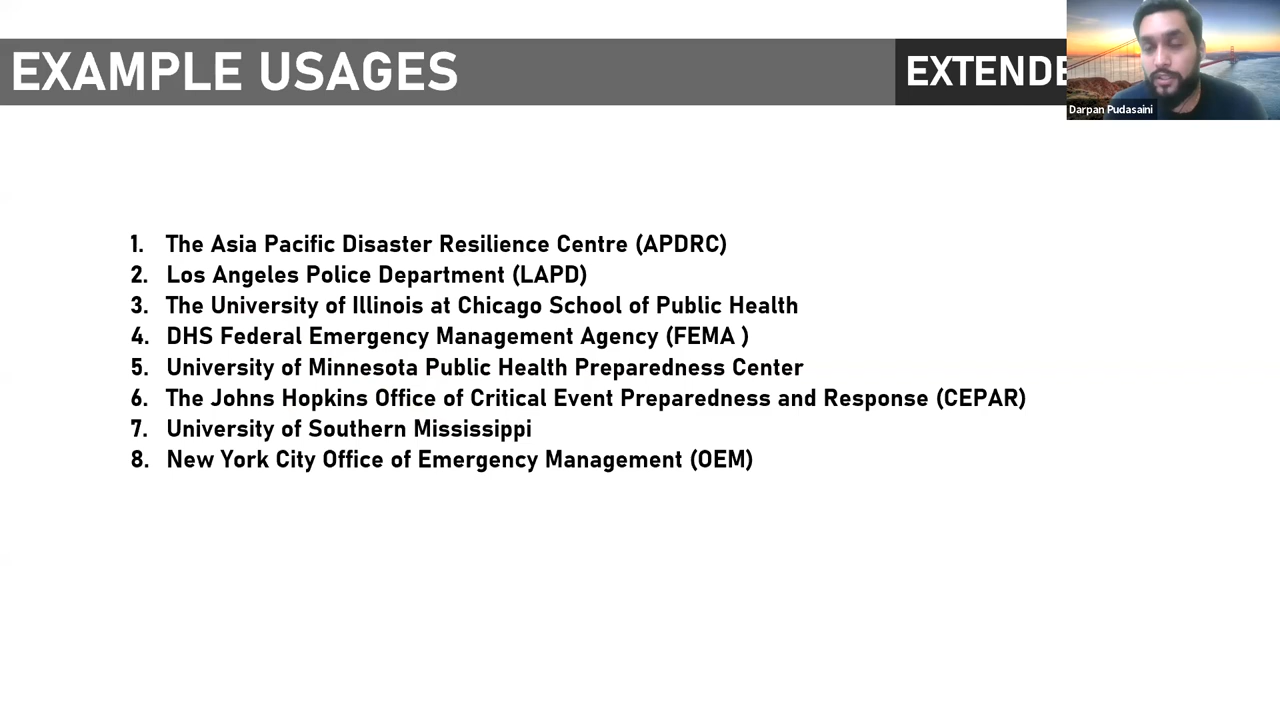 EXAMPLE USAGES
Darpan Pudasaini
1. The Asia Pacific Disaster Resilience Centre (APDRC)
2. Los Angeles Police Department (LAPD)
3. The University of Illinois at Chicago School of Public Health
4. DHS Federal Emergency Management Agency (FEMA )
5. University of Minnesota Public Health Preparedness Center
6. The Johns Hopkins Office of Critical Event Preparedness and Response (CEPAR)
7. University of Southern Mississippi
8. New York City Office of Emergency Management (OEM)